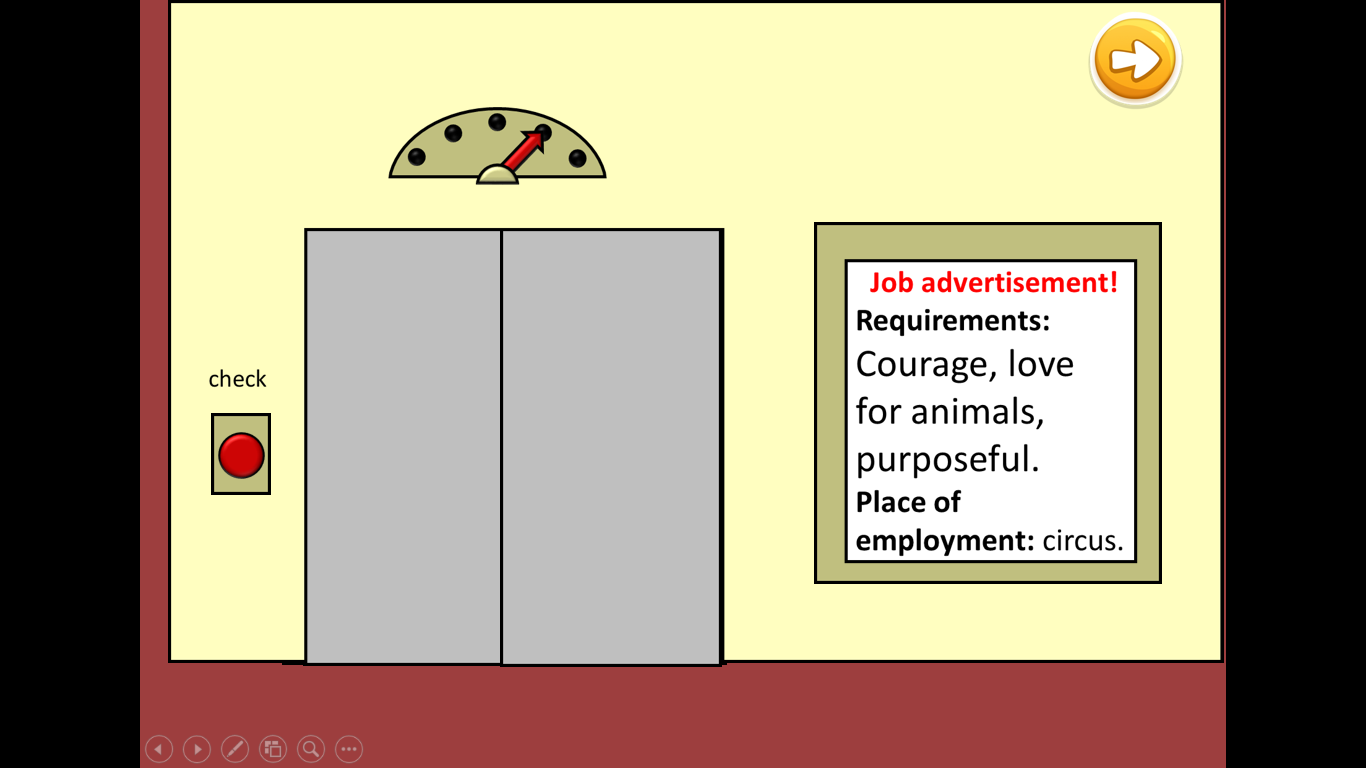 check
Job advertisement!
Requirements:
Courage, love
for animals,
purposeful.
Place of
employment: circus.